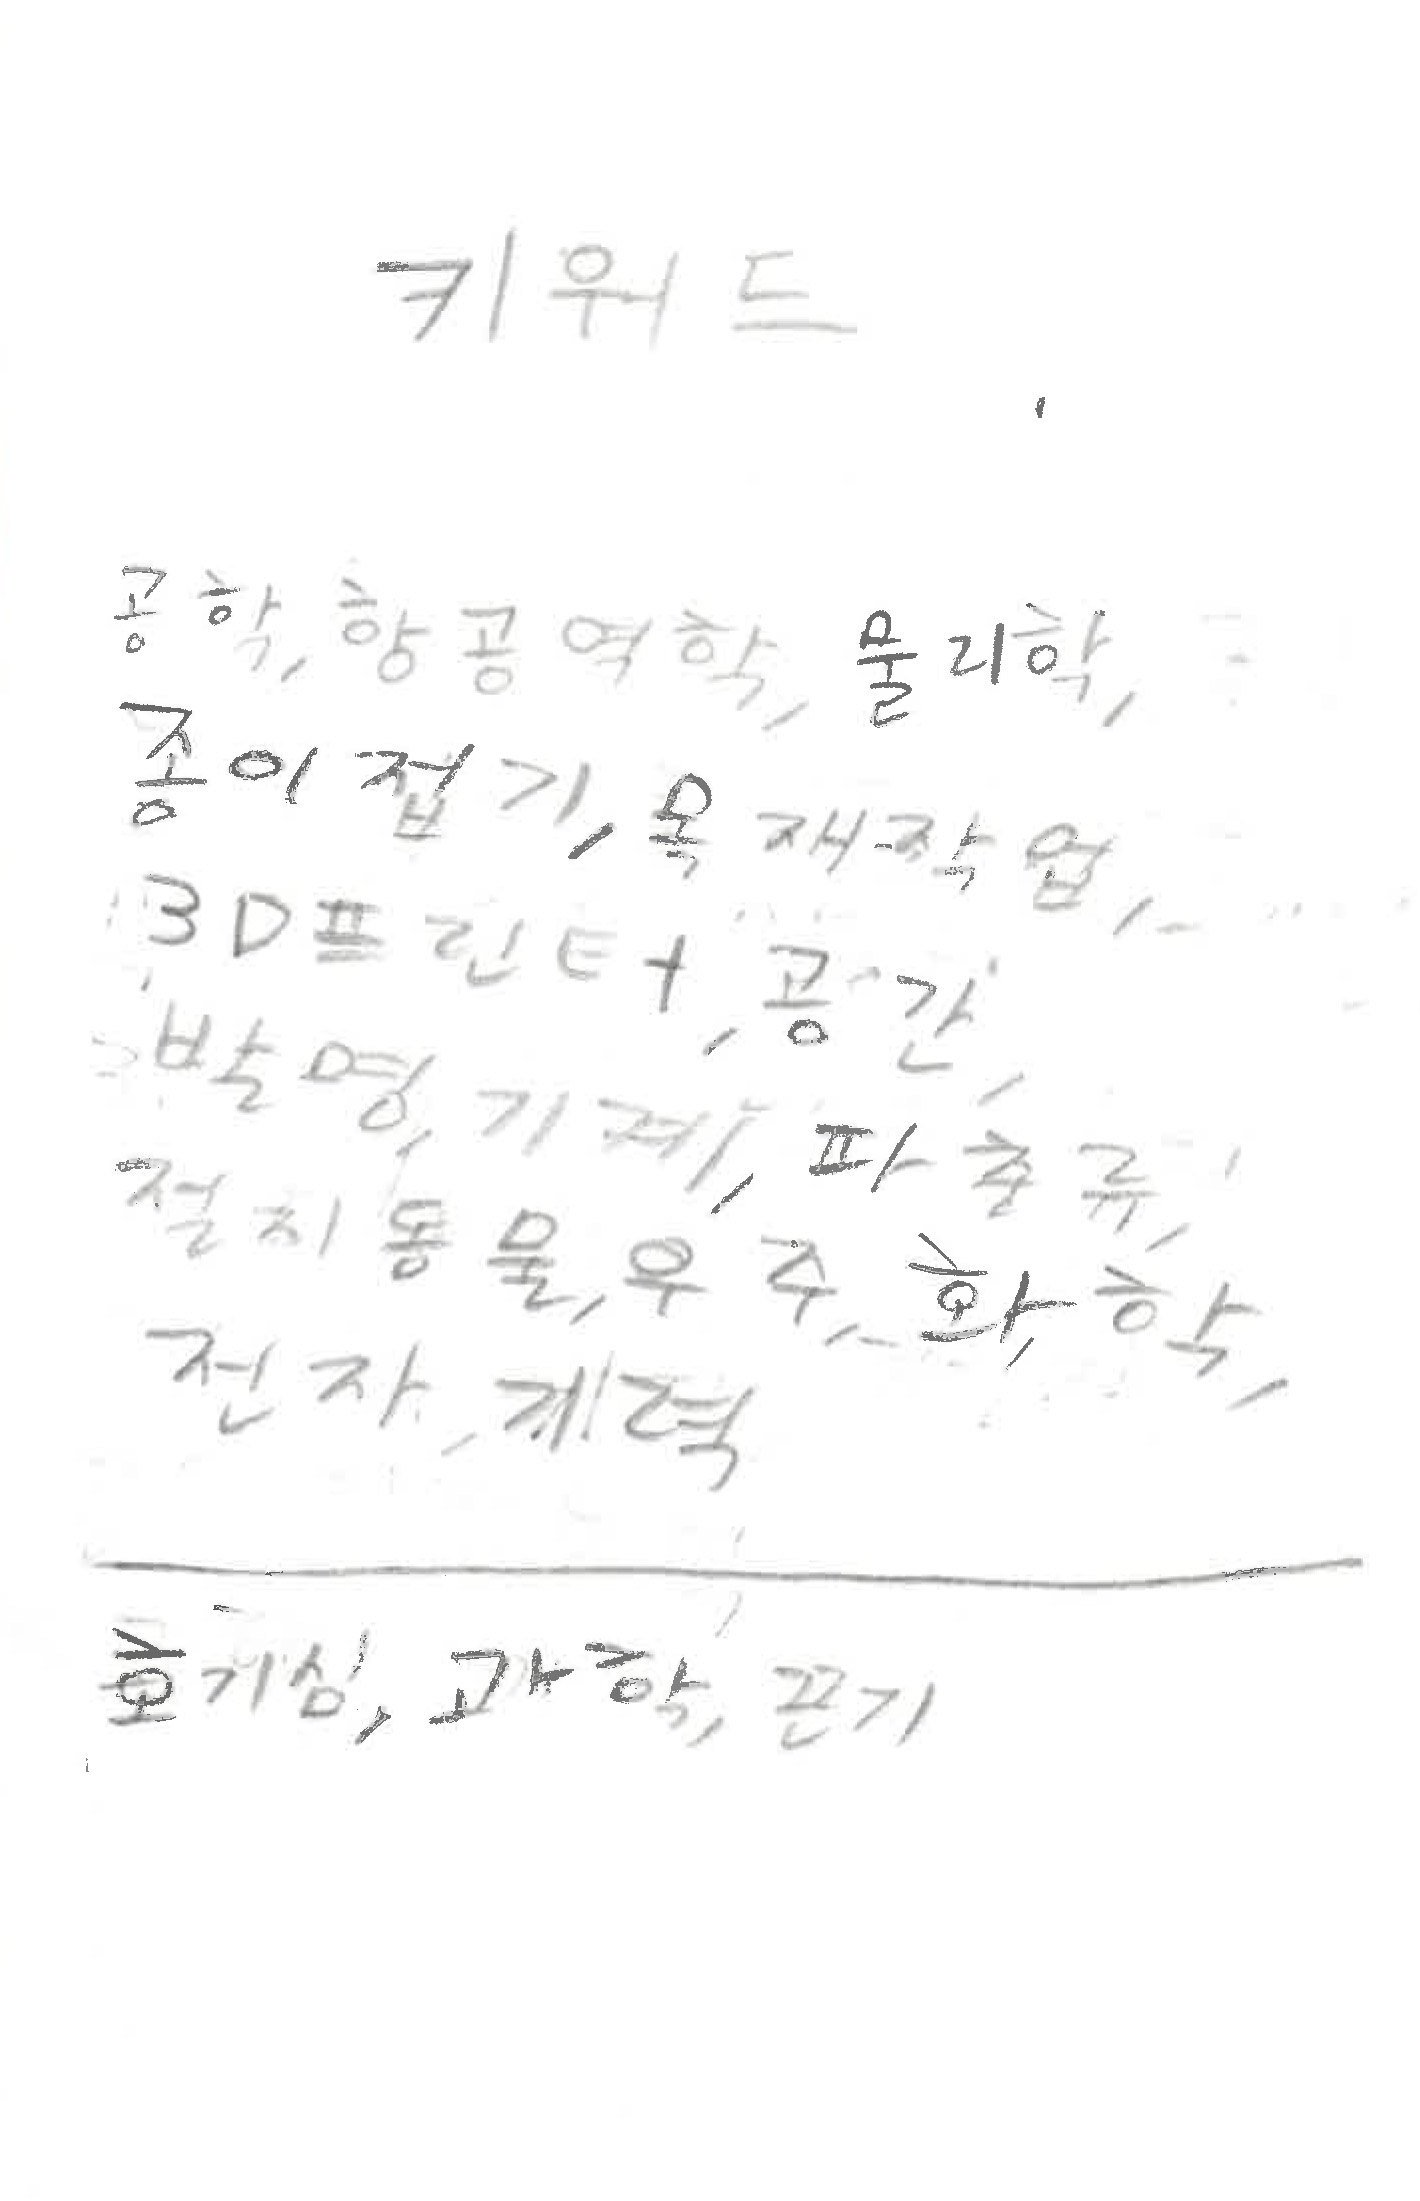 키워드
공학, 항공역학, 물리학,
종이접기, 목재작업,
3D프린터, 공간,
발명, 기계, 파충류,
절지동물, 우주, 화학,
전자, 계력
호기심, 과학, 끈기